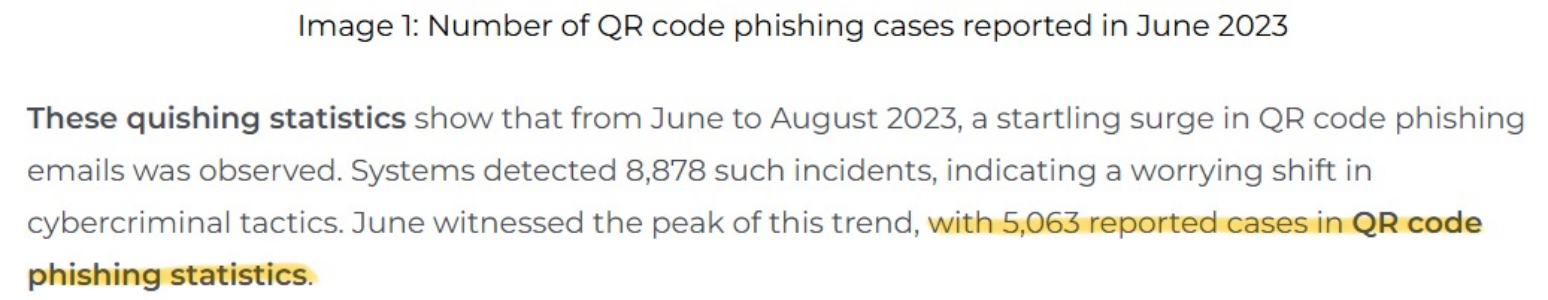 Image 1: Number of QR code phishing cases reported in June 2023
These quishing statistics show that from June to August 2023, a startling surge in QR code phishing
emails was observed. Systems detected 8,878 such incidents, indicating a worrying shift in
cybercriminal tactics. June witnessed the peak of this trend, with 5,063 reported cases in QR code
phishing statistics.